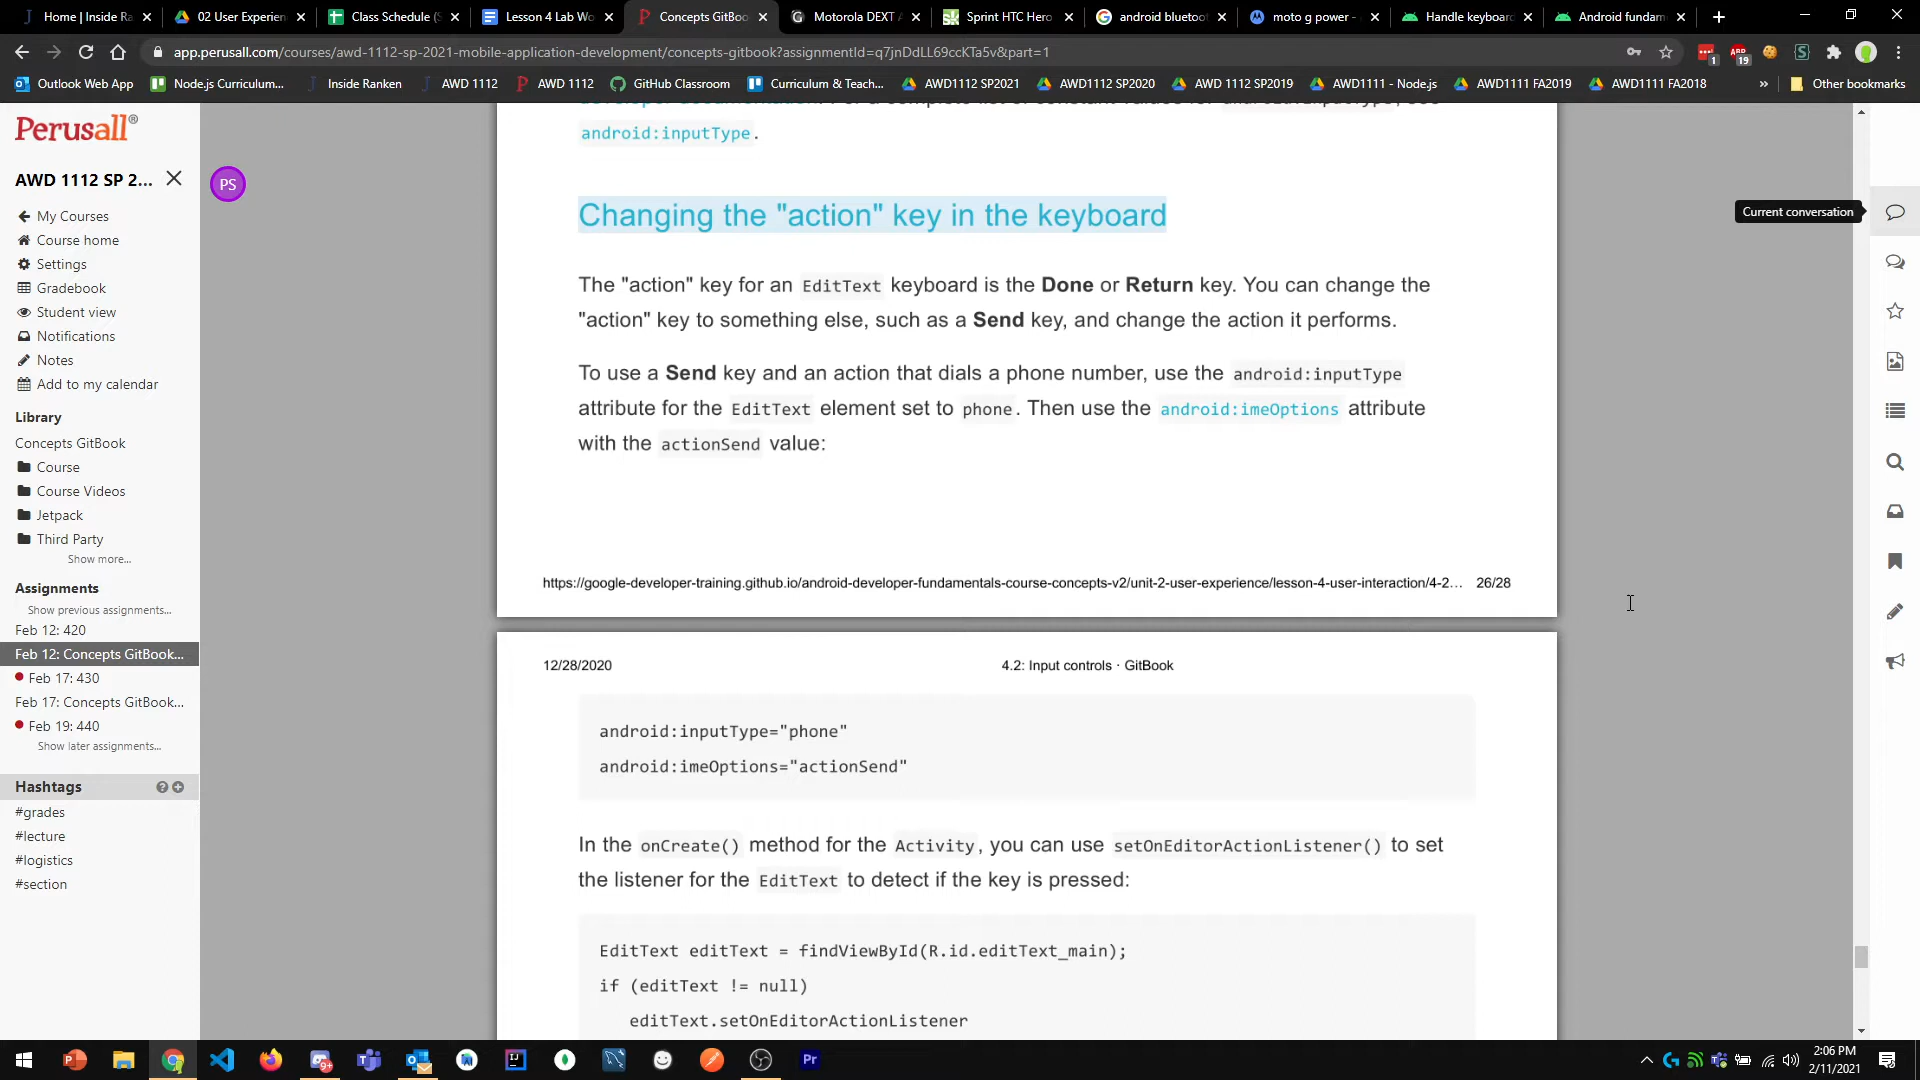 Home | Inside Ra
02 User Experien
Class Schedule (S
Lesson 4 Lab Wo
Concepts GitBoo
Motorola DEXT A
Sprint HTC Hero
android bluetoo
moto g power -
Handle keyboard
Android fundam
app.perusall.com/courses/awd-1112-sp-2021-mobile-application-development/concepts-gitbook?assignmentId=q7jnDdLL69ccKTa5v&part=1
Outlook Web App
Node.js Curriculum...
Inside Ranken
AWD 1112
AWD 1112
GitHub Classroom
Curriculum & Teach...
AWD1112 SP2021
AWD1112 SP2020
AWD 1112 SP2019
AWD1111 - Node.js
AWD1111 FA2019
AWD1111 FA2018
»
Other bookmarks
Perusall®
AWD 1112 SP 2...
My Courses
Course home
Settings
Gradebook
Student view
Notifications
Notes
Add to my calendar
Library
Concepts GitBook
Course
Course Videos
Jetpack
Third Party
Show more...
Assignments
Show previous assignments...
Feb 12: 420
Feb 12: Concepts GitBook...
Feb 17: 430
Feb 17: Concepts GitBook...
Feb 19: 440
Show later assignments...
Hashtags
#grades
#lecture
#logistics
#section
PS
android:inputType.
Changing the "action" key in the keyboard
The "action" key for an EditText keyboard is the Done or Return key. You can change the
"action" key to something else, such as a Send key, and change the action it performs.
To use a Send key and an action that dials a phone number, use the android:inputType
attribute for the EditText element set to phone. Then use the android:imeOptions attribute
with the actionSend value:
https://google-developer-training.github.io/android-developer-fundamentals-course-concepts-v2/unit-2-user-experience/lesson-4-user-interaction/4-2... 26/28
12/28/2020 4.2: Input controls · GitBook
android:inputType="phone"
android:imeOptions="actionSend"
In the onCreate() method for the Activity, you can use setOnEditorActionListener() to set
the listener for the EditText to detect if the key is pressed:
EditText editText = findViewById(R.id.editText_main);
if (editText != null)
editText.setOnEditorActionListener
Current conversation
2:06 PM
2/11/2021